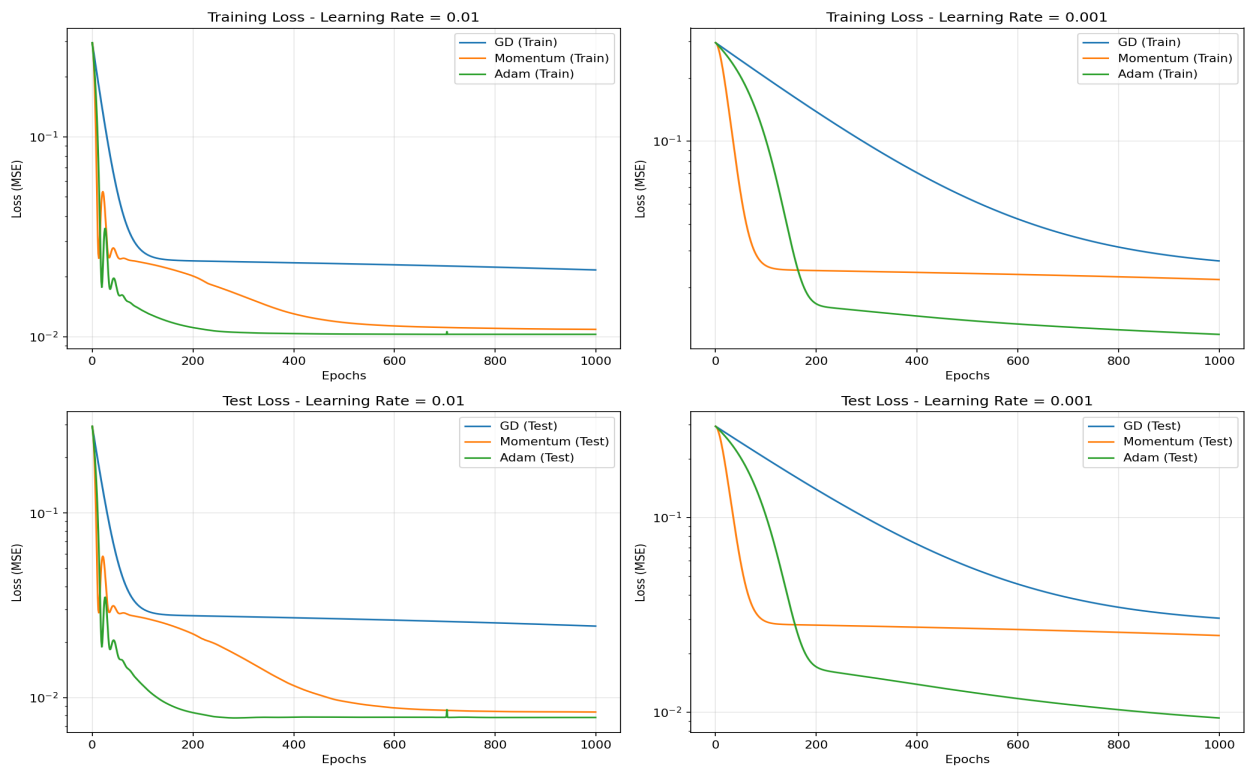 Training Loss - Learning Rate = 0.01
GD (Train)
Momentum (Train)
Adam (Train)
10⁻¹
10⁻²
Loss (MSE)
0 200 400 600 800 1000
Epochs
Training Loss - Learning Rate = 0.001
GD (Train)
Momentum (Train)
Adam (Train)
10⁻¹
Loss (MSE)
0 200 400 600 800 1000
Epochs
Test Loss - Learning Rate = 0.01
GD (Test)
Momentum (Test)
Adam (Test)
10⁻¹
10⁻²
Loss (MSE)
0 200 400 600 800 1000
Epochs
Test Loss - Learning Rate = 0.001
GD (Test)
Momentum (Test)
Adam (Test)
10⁻¹
10⁻²
Loss (MSE)
0 200 400 600 800 1000
Epochs